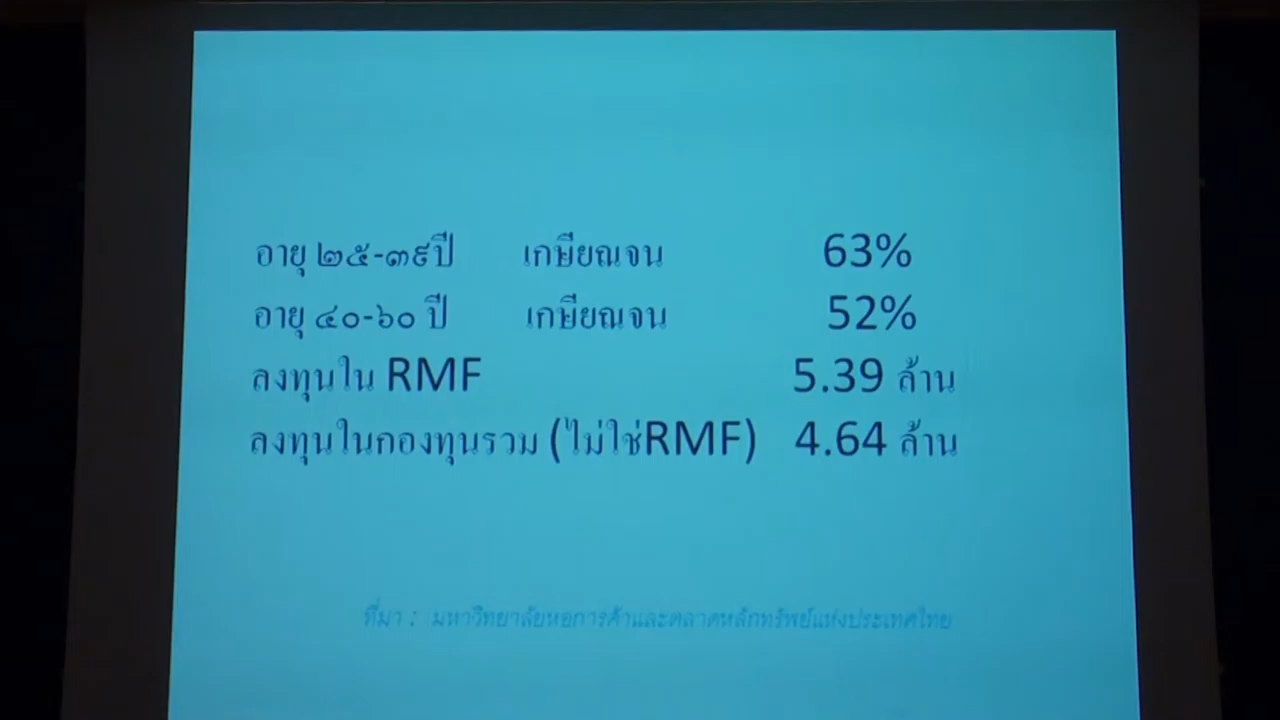 อายุ ๒๕-๓๙ปี เกษียณจน 63%
อายุ ๔๐-๖๐ ปี เกษียณจน 52%
ลงทุนใน RMF 5.39 ล้าน
ลงทุนในกองทุนรวม (ไม่ใช่RMF) 4.64 ล้าน
ที่มา : มหาวิทยาลัยหอการค้าและตลาดหลักทรัพย์แห่งประเทศไทย